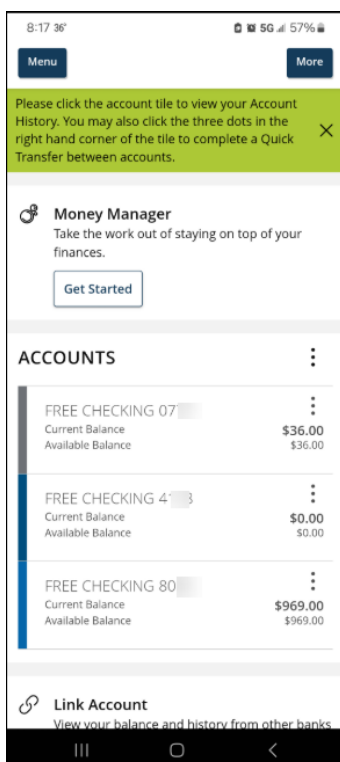 8:17 36° 5G 57%
Menu More
Please click the account tile to view your Account
History. You may also click the three dots in the
right hand corner of the tile to complete a Quick
Transfer between accounts.
Money Manager
Take the work out of staying on top of your
finances.
Get Started
ACCOUNTS
FREE CHECKING 07
Current Balance $36.00
Available Balance $36.00
FREE CHECKING 4
Current Balance $0.00
Available Balance $0.00
FREE CHECKING 80
Current Balance $969.00
Available Balance $969.00
Link Account
View your balance and history from other banks